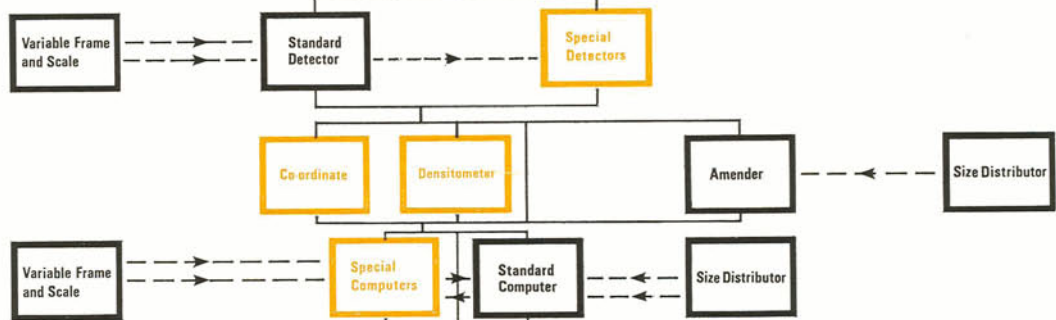 Variable Frame
and Scale
Standard
Detector
Special
Detectors
Co-ordinate
Densitometer
Amender
Size Distributor
Variable Frame
and Scale
Special
Computers
Standard
Computer
Size Distributor